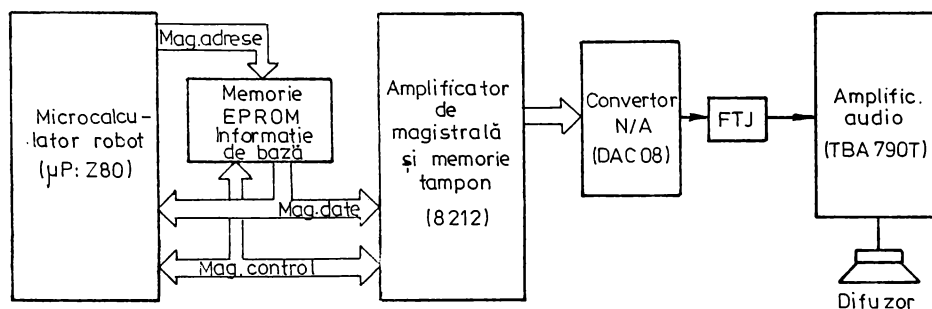 Microcalcu-
lator robot
(μP: Z80)
Mag.adrese
Memorie
EPROM
Informație
de bază
Mag.date
Mag.control
Amplificator
de
magistrală
și memorie
tampon
(8212)
Convertor
N/A
(DAC 08)
FTJ
Amplific.
audio
(TBA 790T)
Difuzor